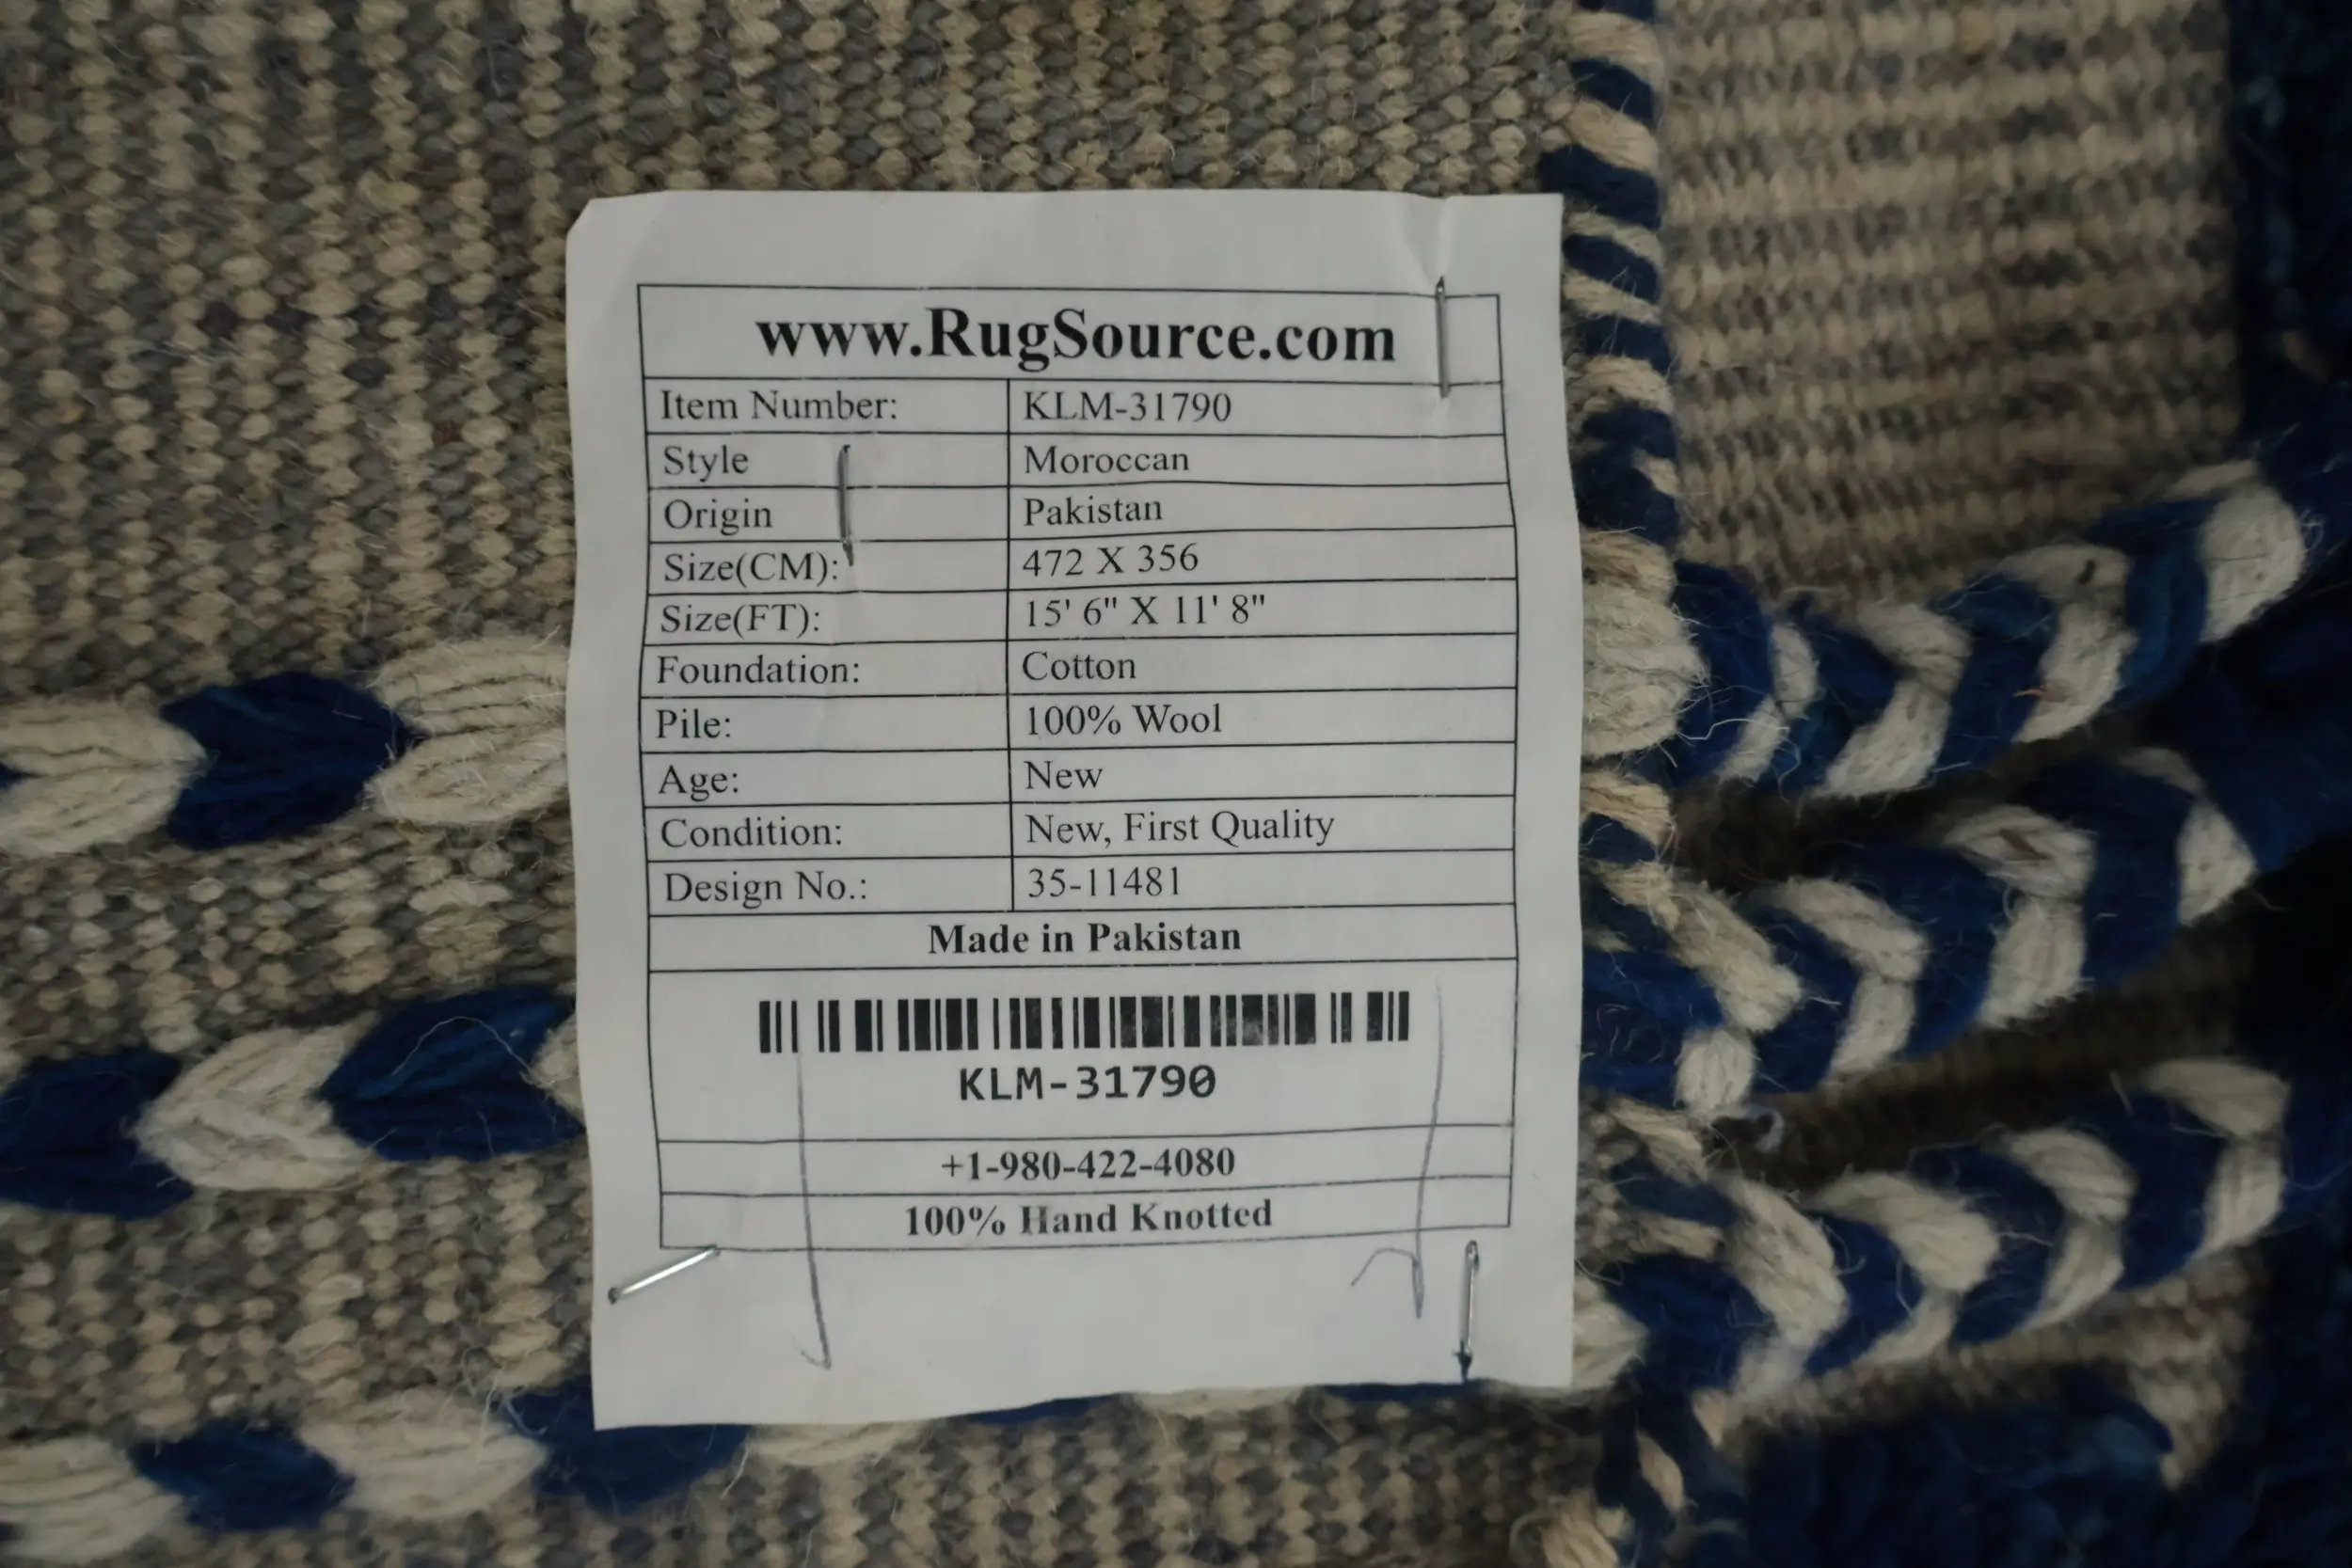 www.RugSource.com
Item Number: KLM-31790
Style Moroccan
Origin Pakistan
Size(CM): 472 X 356
Size(FT): 15' 6" X 11' 8"
Foundation: Cotton
Pile: 100% Wool
Age: New
Condition: New, First Quality
Design No.: 35-11481
Made in Pakistan
KLM-31790
+1-980-422-4080
100% Hand Knotted